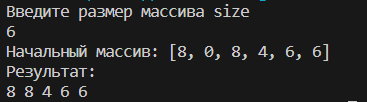 Введите размер массива size
6
Начальный массив: [8, 0, 8, 4, 6, 6]
Результат:
8 8 4 6 6